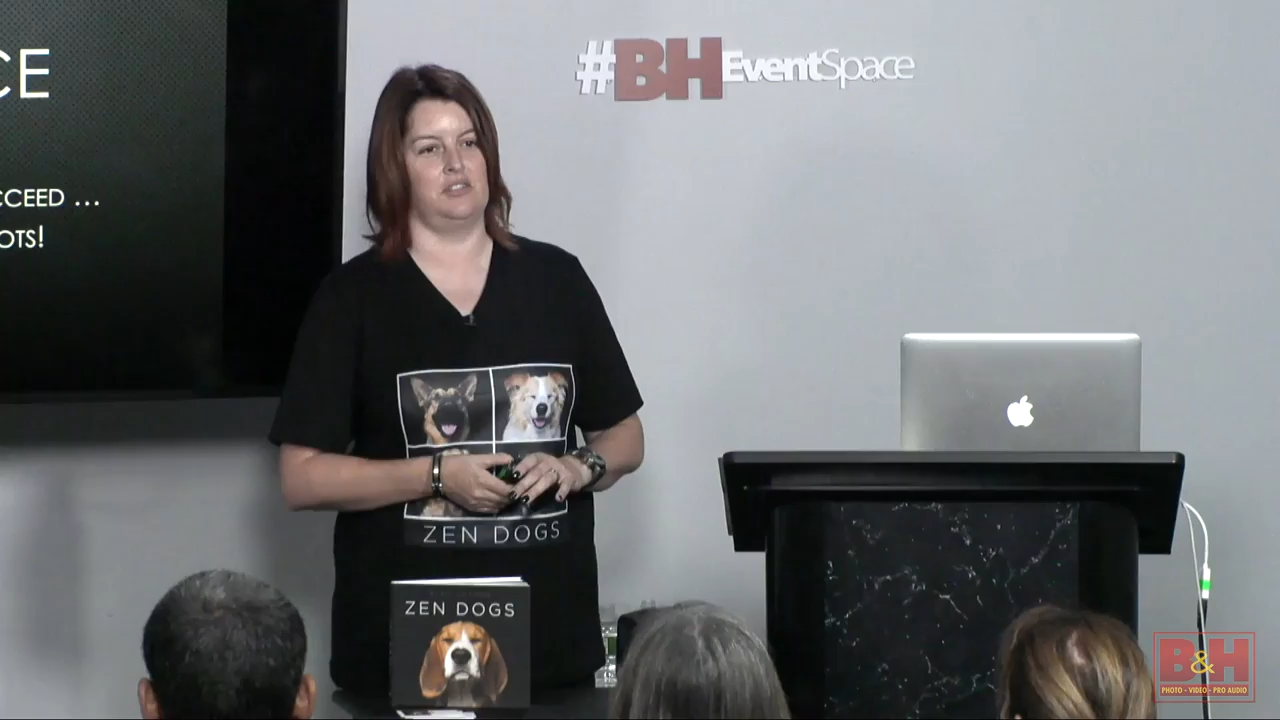 CE
CCEED ...
OTS!
#BHEventSpace
ZEN DOGS
ZEN DOGS
B&H
PHOTO - VIDEO - PRO AUDIO